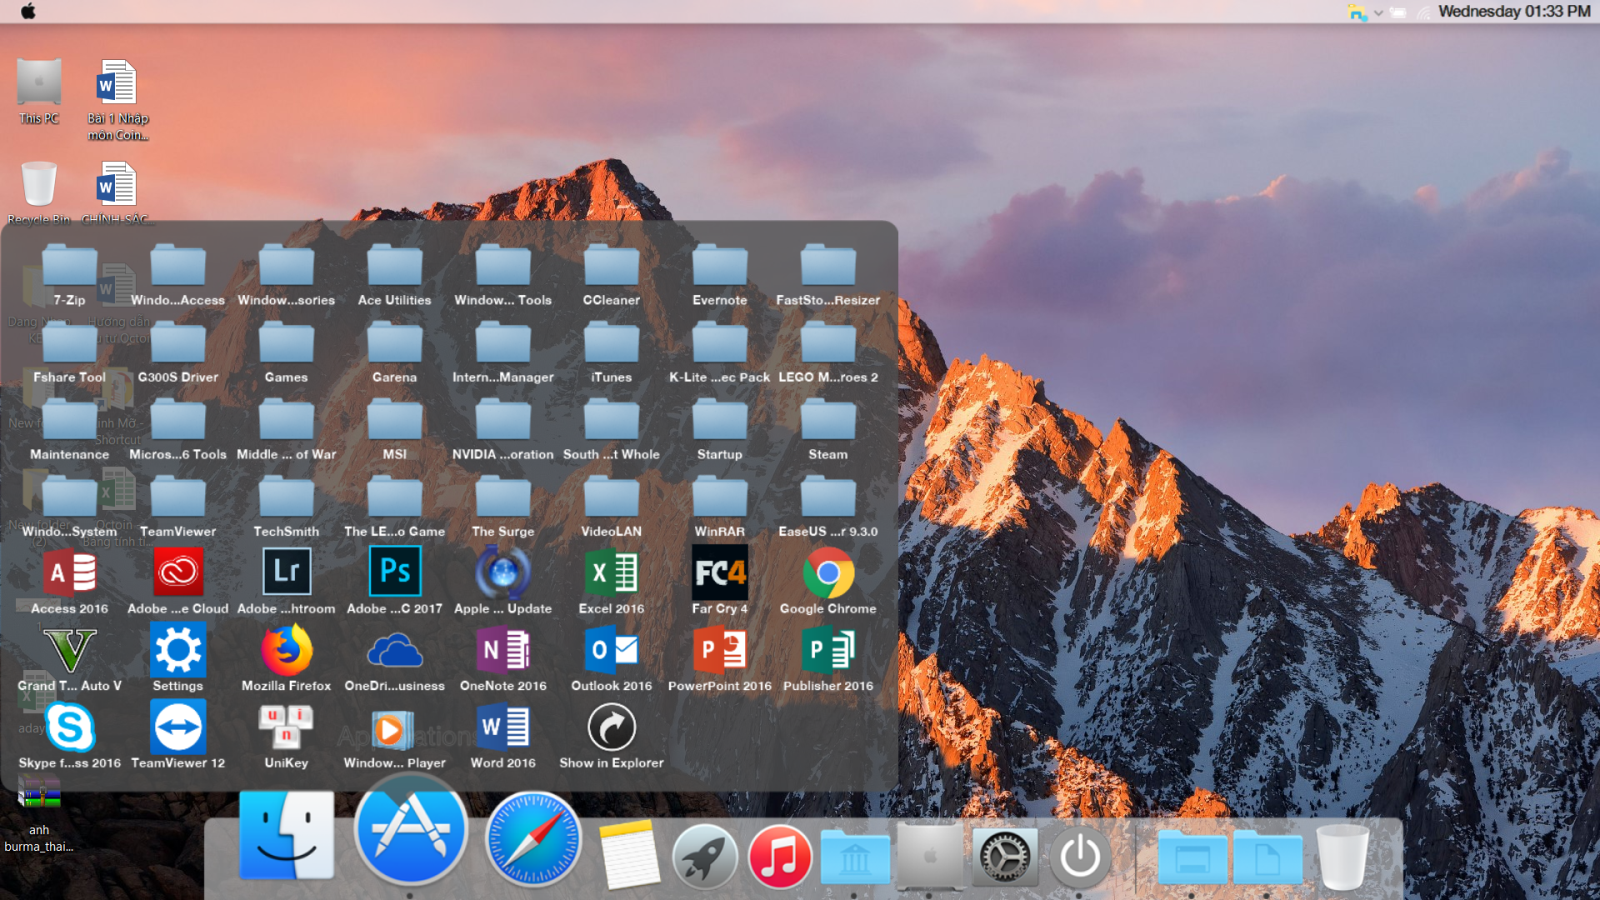 Wednesday 01:33 PM
This PC
Bài 1 Nhập
môn Coin...
Recycle Bin
CHÍNH-SÁC...
7-Zip
Windo...Access
Window...sories
Ace Utilities
Window... Tools
CCleaner
Evernote
FastSto...Resizer
Hướng dẫn
Fshare Tool
G300S Driver
Games
Garena
Intern...Manager
iTunes
K-Lite ...ec Pack
LEGO M...roes 2
Shortcut
Maintenance
Micros...6 Tools
Middle ... of War
MSI
NVIDIA ...oration
South ...t Whole
Startup
Steam
Windo...System
TeamViewer
TechSmith
The LE...o Game
The Surge
VideoLAN
WinRAR
EaseUS ...r 9.3.0
Access 2016
Adobe ...e Cloud
Adobe ...htroom
Adobe ...C 2017
Apple ... Update
Excel 2016
Far Cry 4
Google Chrome
Grand T... Auto V
Settings
Mozilla Firefox
OneDri...usiness
OneNote 2016
Outlook 2016
PowerPoint 2016
Publisher 2016
Applications
Skype f...ss 2016
TeamViewer 12
UniKey
Window... Player
Word 2016
Show in Explorer
anh
burma_thai...